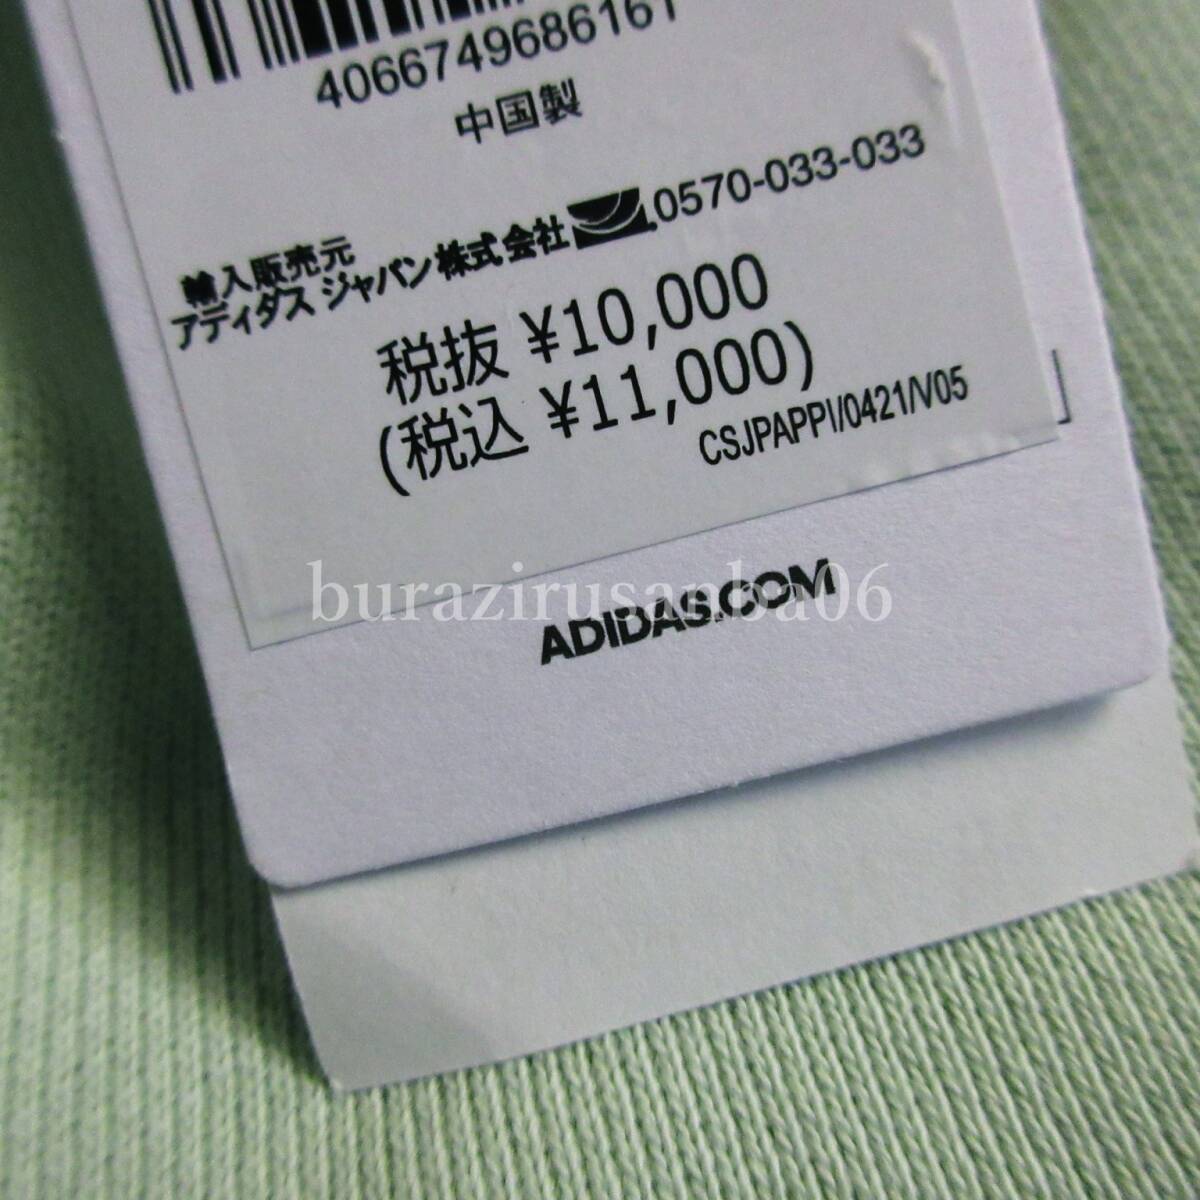 4066749686161
中国製
輸入販売元
アディダス ジャパン株式会社 0570-033-033
税抜 ¥10,000
(税込 ¥11,000)
CSJPAPPI/0421/V05
ADIDAS.COM
burazirusanba06